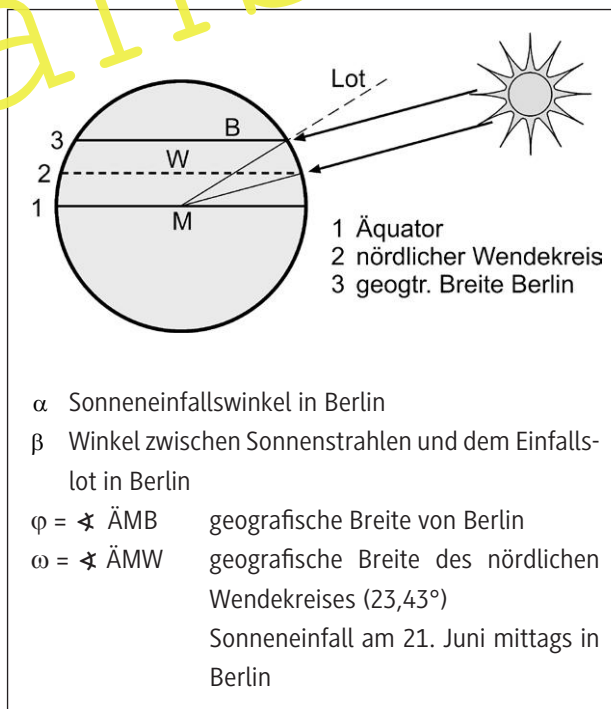 Lot
3
B
W
2
1
M
1 Äquator
2 nördlicher Wendekreis
3 geogtr. Breite Berlin
α Sonneneinfallswinkel in Berlin
β Winkel zwischen Sonnenstrahlen und dem Einfalls-
lot in Berlin
φ = ∢ ÄMB geografische Breite von Berlin
ω = ∢ ÄMW geografische Breite des nördlichen
Wendekreises (23,43°)
Sonneneinfall am 21. Juni mittags in
Berlin